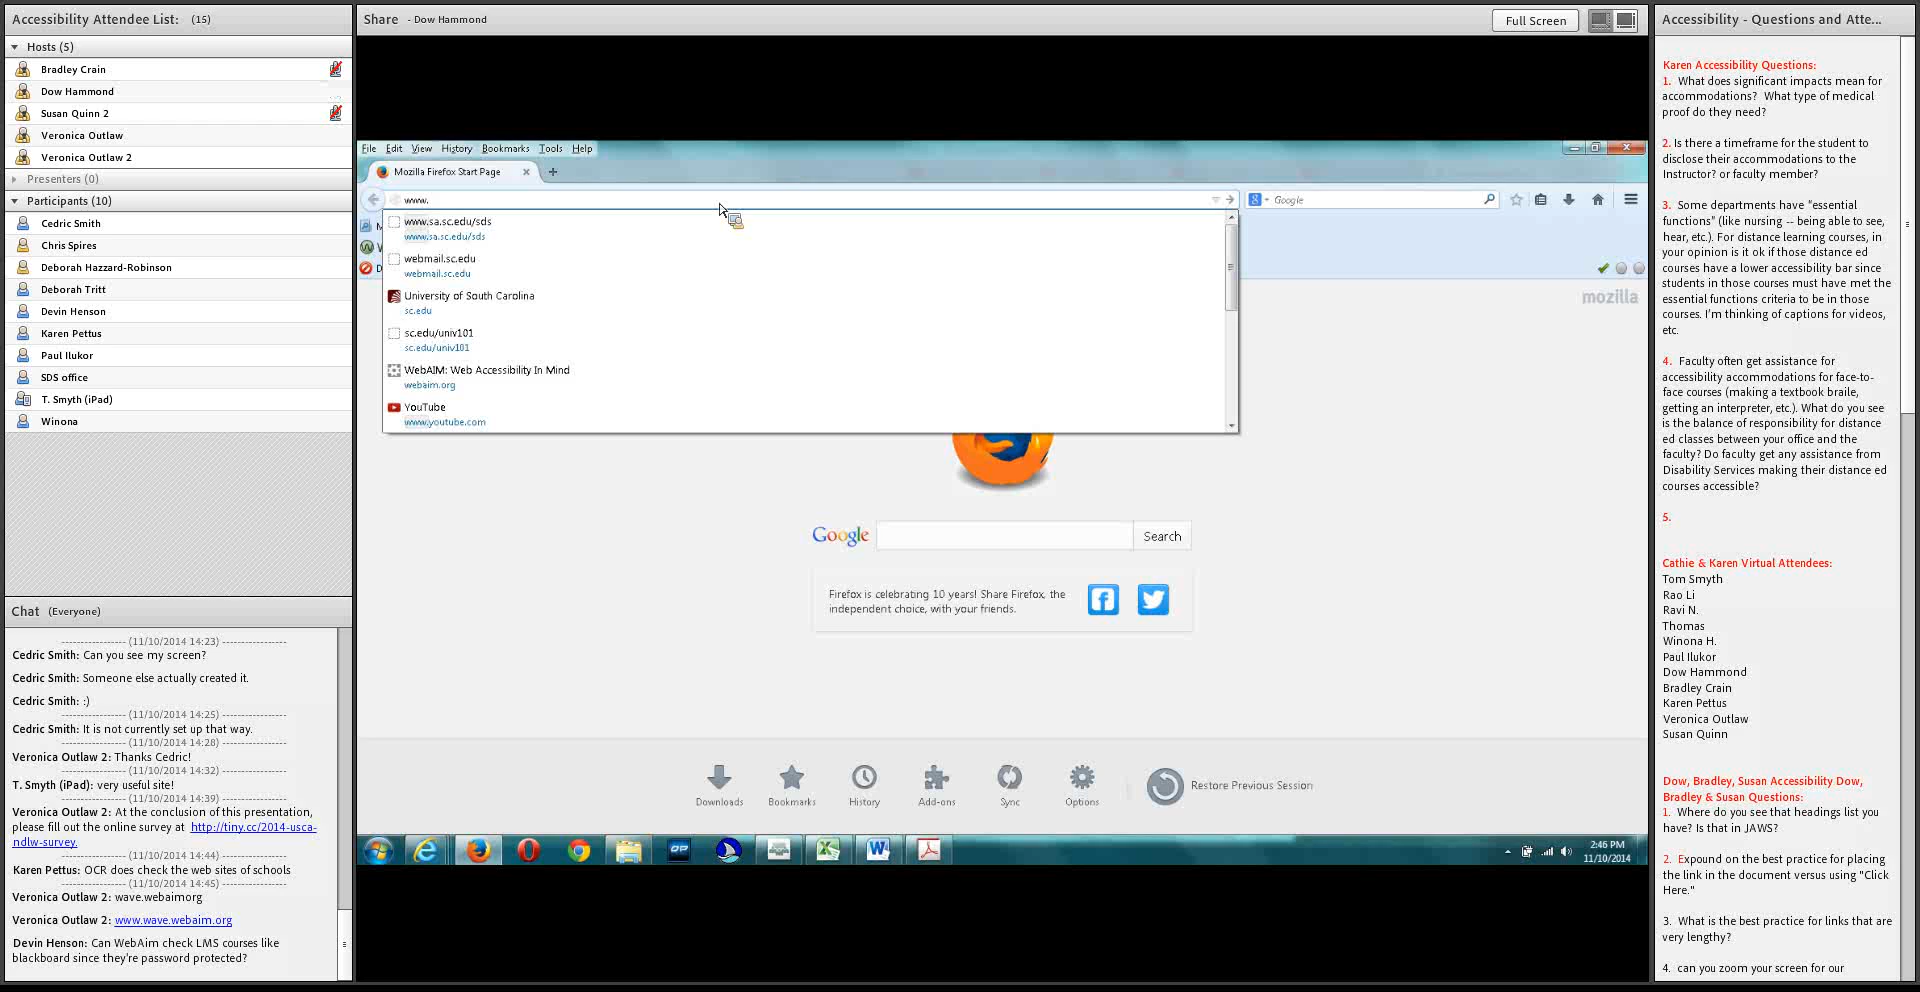 Accessibility Attendee List: (15)
Hosts (5)
Bradley Crain
Dow Hammond
Susan Quinn 2
Veronica Outlaw
Veronica Outlaw 2
Presenters (0)
Participants (10)
Cedric Smith
Chris Spires
Deborah Hazzard-Robinson
Deborah Tritt
Devin Henson
Karen Pettus
Paul Ilukor
SDS office
T. Smyth (iPad)
Winona
Chat (Everyone)
------------------ (11/10/2014 14:23) ------------------
Cedric Smith: Can you see my screen?
Cedric Smith: Someone else actually created it.
Cedric Smith: :)
------------------ (11/10/2014 14:25) ------------------
Cedric Smith: It is not currently set up that way.
------------------ (11/10/2014 14:28) ------------------
Veronica Outlaw 2: Thanks Cedric!
------------------ (11/10/2014 14:32) ------------------
T. Smyth (iPad): very useful site!
------------------ (11/10/2014 14:39) ------------------
Veronica Outlaw 2: At the conclusion of this presentation,
please fill out the online survey at http://tiny.cc/2014-usca-
ndlw-survey.
------------------ (11/10/2014 14:44) ------------------
Karen Pettus: OCR does check the web sites of schools
------------------ (11/10/2014 14:45) ------------------
Veronica Outlaw 2: wave.webaimorg
Veronica Outlaw 2: www.wave.webaim.org
Devin Henson: Can WebAim check LMS courses like
blackboard since they're password protected?
Share - Dow Hammond
Full Screen
File Edit View History Bookmarks Tools Help
Mozilla Firefox Start Page
www.
Google
www.sa.sc.edu/sds
www.sa.sc.edu/sds
webmail.sc.edu
webmail.sc.edu
University of South Carolina
sc.edu
sc.edu/univ101
sc.edu/univ101
WebAIM: Web Accessibility In Mind
webaim.org
YouTube
www.youtube.com
mozilla
Google
Search
Firefox is celebrating 10 years! Share Firefox, the
independent choice, with your friends.
Downloads
Bookmarks
History
Add-ons
Sync
Options
Restore Previous Session
2:46 PM
11/10/2014
Accessibility - Questions and Atte...
Karen Accessibility Questions:
1. What does significant impacts mean for
accommodations? What type of medical
proof do they need?
2. Is there a timeframe for the student to
disclose their accommodations to the
Instructor? or faculty member?
3. Some departments have "essential
functions" (like nursing -- being able to see,
hear, etc.). For distance learning courses, in
your opinion is it ok if those distance ed
courses have a lower accessibility bar since
students in those courses must have met the
essential functions criteria to be in those
courses. I'm thinking of captions for videos,
etc.
4. Faculty often get assistance for
accessibility accommodations for face-to-
face courses (making a textbook braile,
getting an interpreter, etc.). What do you see
is the balance of responsibility for distance
ed classes between your office and the
faculty? Do faculty get any assistance from
Disability Services making their distance ed
courses accessible?
5.
Cathie & Karen Virtual Attendees:
Tom Smyth
Rao Li
Ravi N.
Thomas
Winona H.
Paul Ilukor
Dow Hammond
Bradley Crain
Karen Pettus
Veronica Outlaw
Susan Quinn
Dow, Bradley, Susan Accessibility Dow,
Bradley & Susan Questions:
1. Where do you see that headings list you
have? Is that in JAWS?
2. Expound on the best practice for placing
the link in the document versus using "Click
Here."
3. What is the best practice for links that are
very lengthy?
4. can you zoom your screen for our